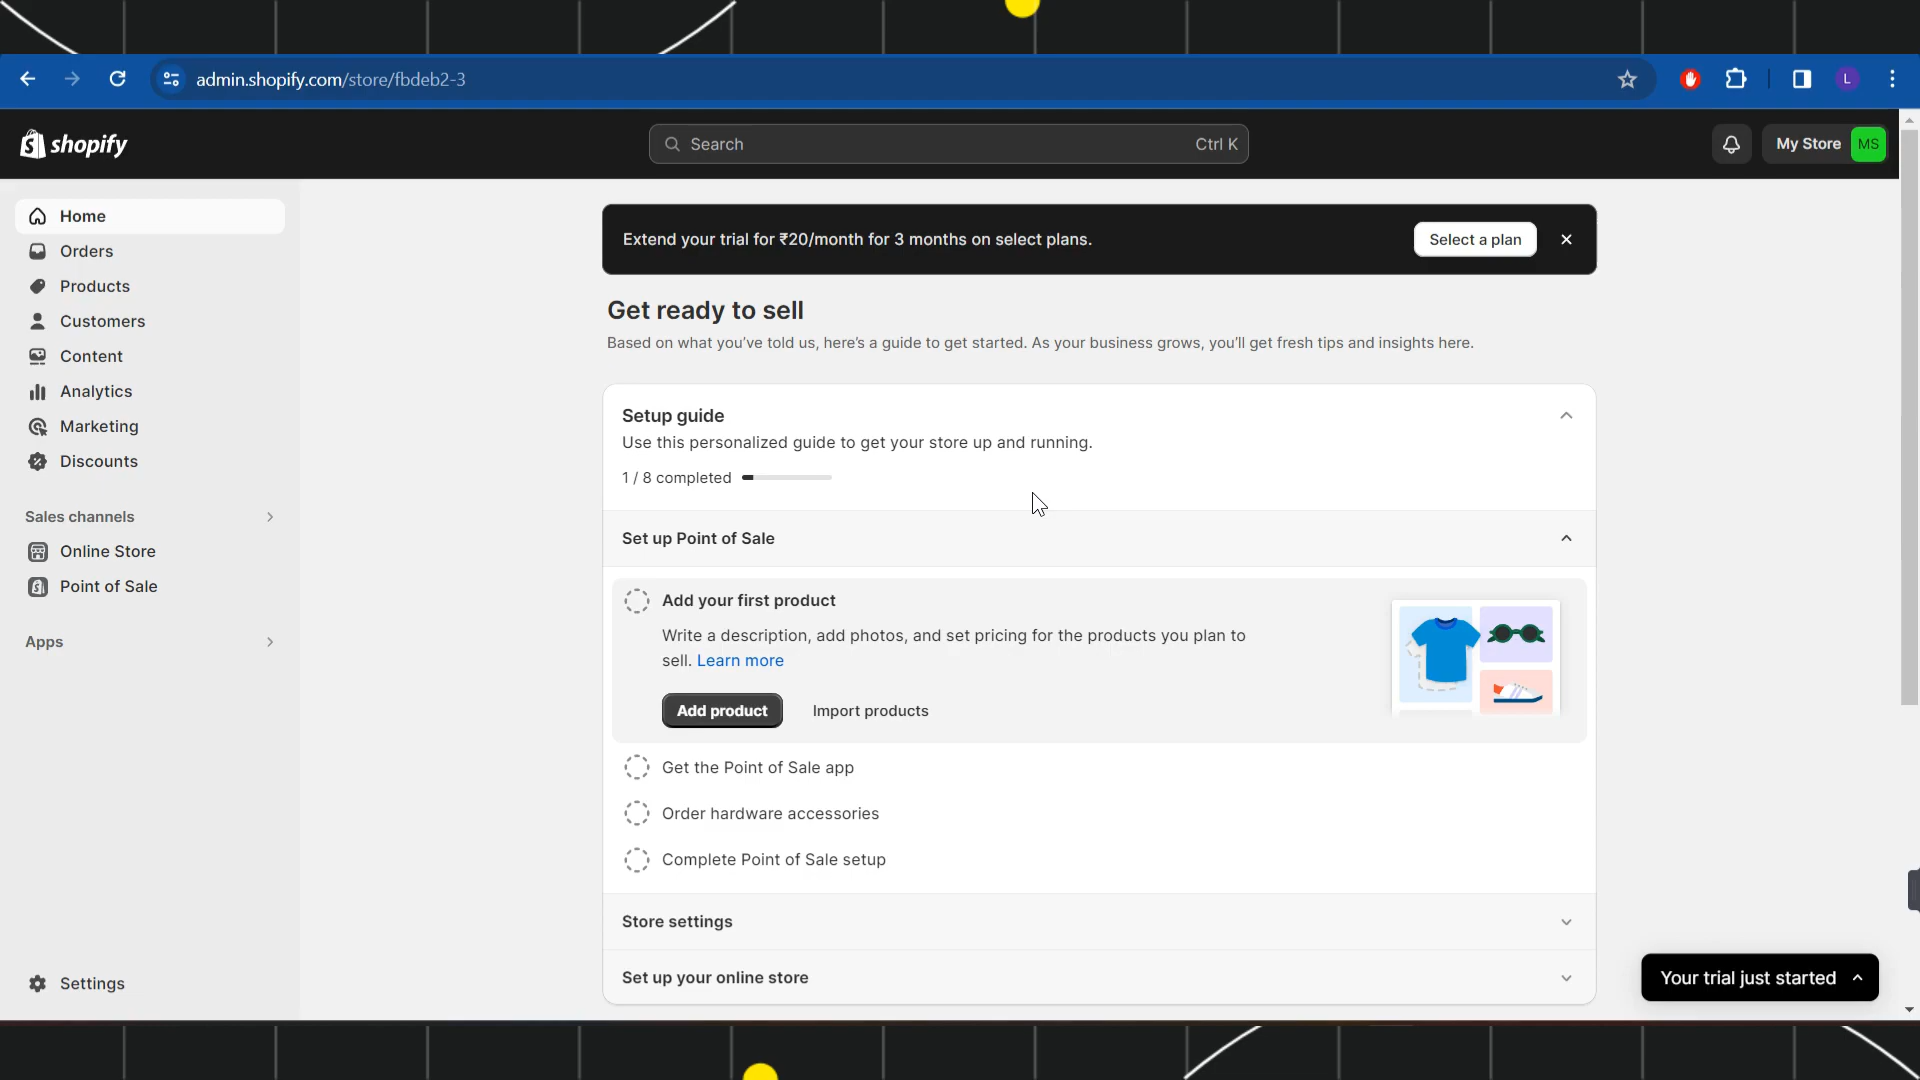 admin.shopify.com/store/fbdeb2-3
L
shopify
Search
Ctrl K
My Store
MS
Home
Orders
Products
Customers
Content
Analytics
Marketing
Discounts
Sales channels
Online Store
Point of Sale
Apps
Settings
Extend your trial for ₹20/month for 3 months on select plans.
Select a plan
Get ready to sell
Based on what you've told us, here's a guide to get started. As your business grows, you'll get fresh tips and insights here.
Setup guide
Use this personalized guide to get your store up and running.
1 / 8 completed
Set up Point of Sale
Add your first product
Write a description, add photos, and set pricing for the products you plan to
sell. Learn more
Add product
Import products
Get the Point of Sale app
Order hardware accessories
Complete Point of Sale setup
Store settings
Set up your online store
Your trial just started